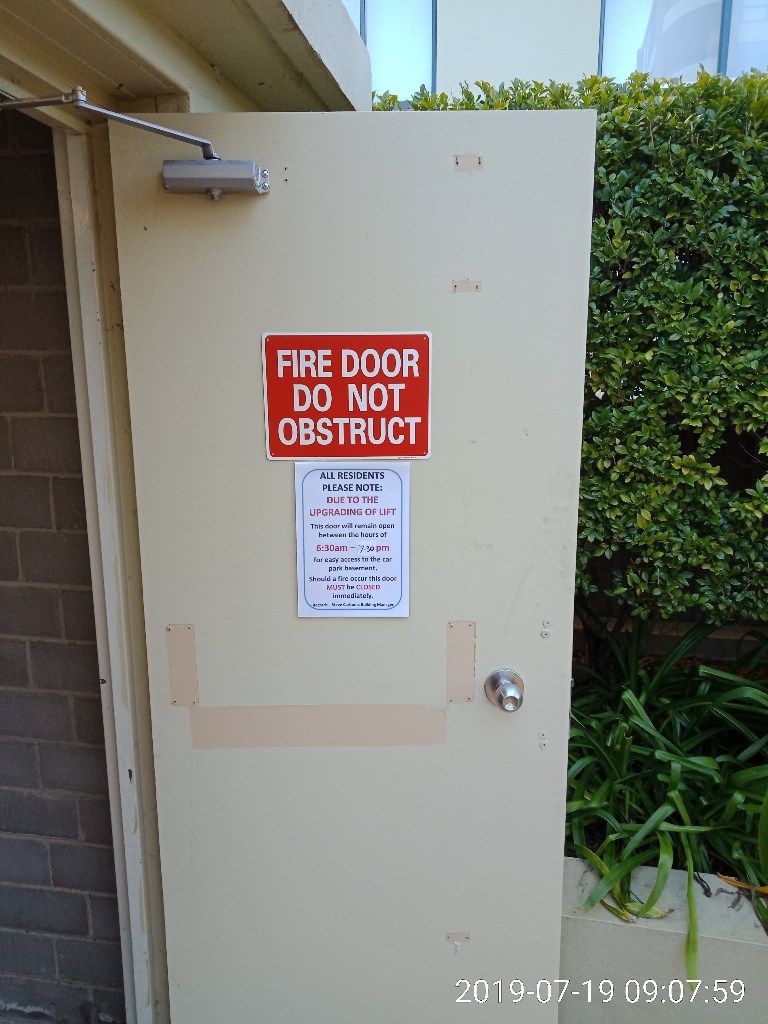 FIRE DOOR
DO NOT
OBSTRUCT
ALL RESIDENTS
PLEASE NOTE:
DUE TO THE
UPGRADING OF LIFT
This door will remain open
between the hours of
6:30am – 7.30 pm
for easy access to the car
park basement.
Should a fire occur this door
MUST be CLOSED
immediately.
Building Manager
2019-07-19 09:07:59